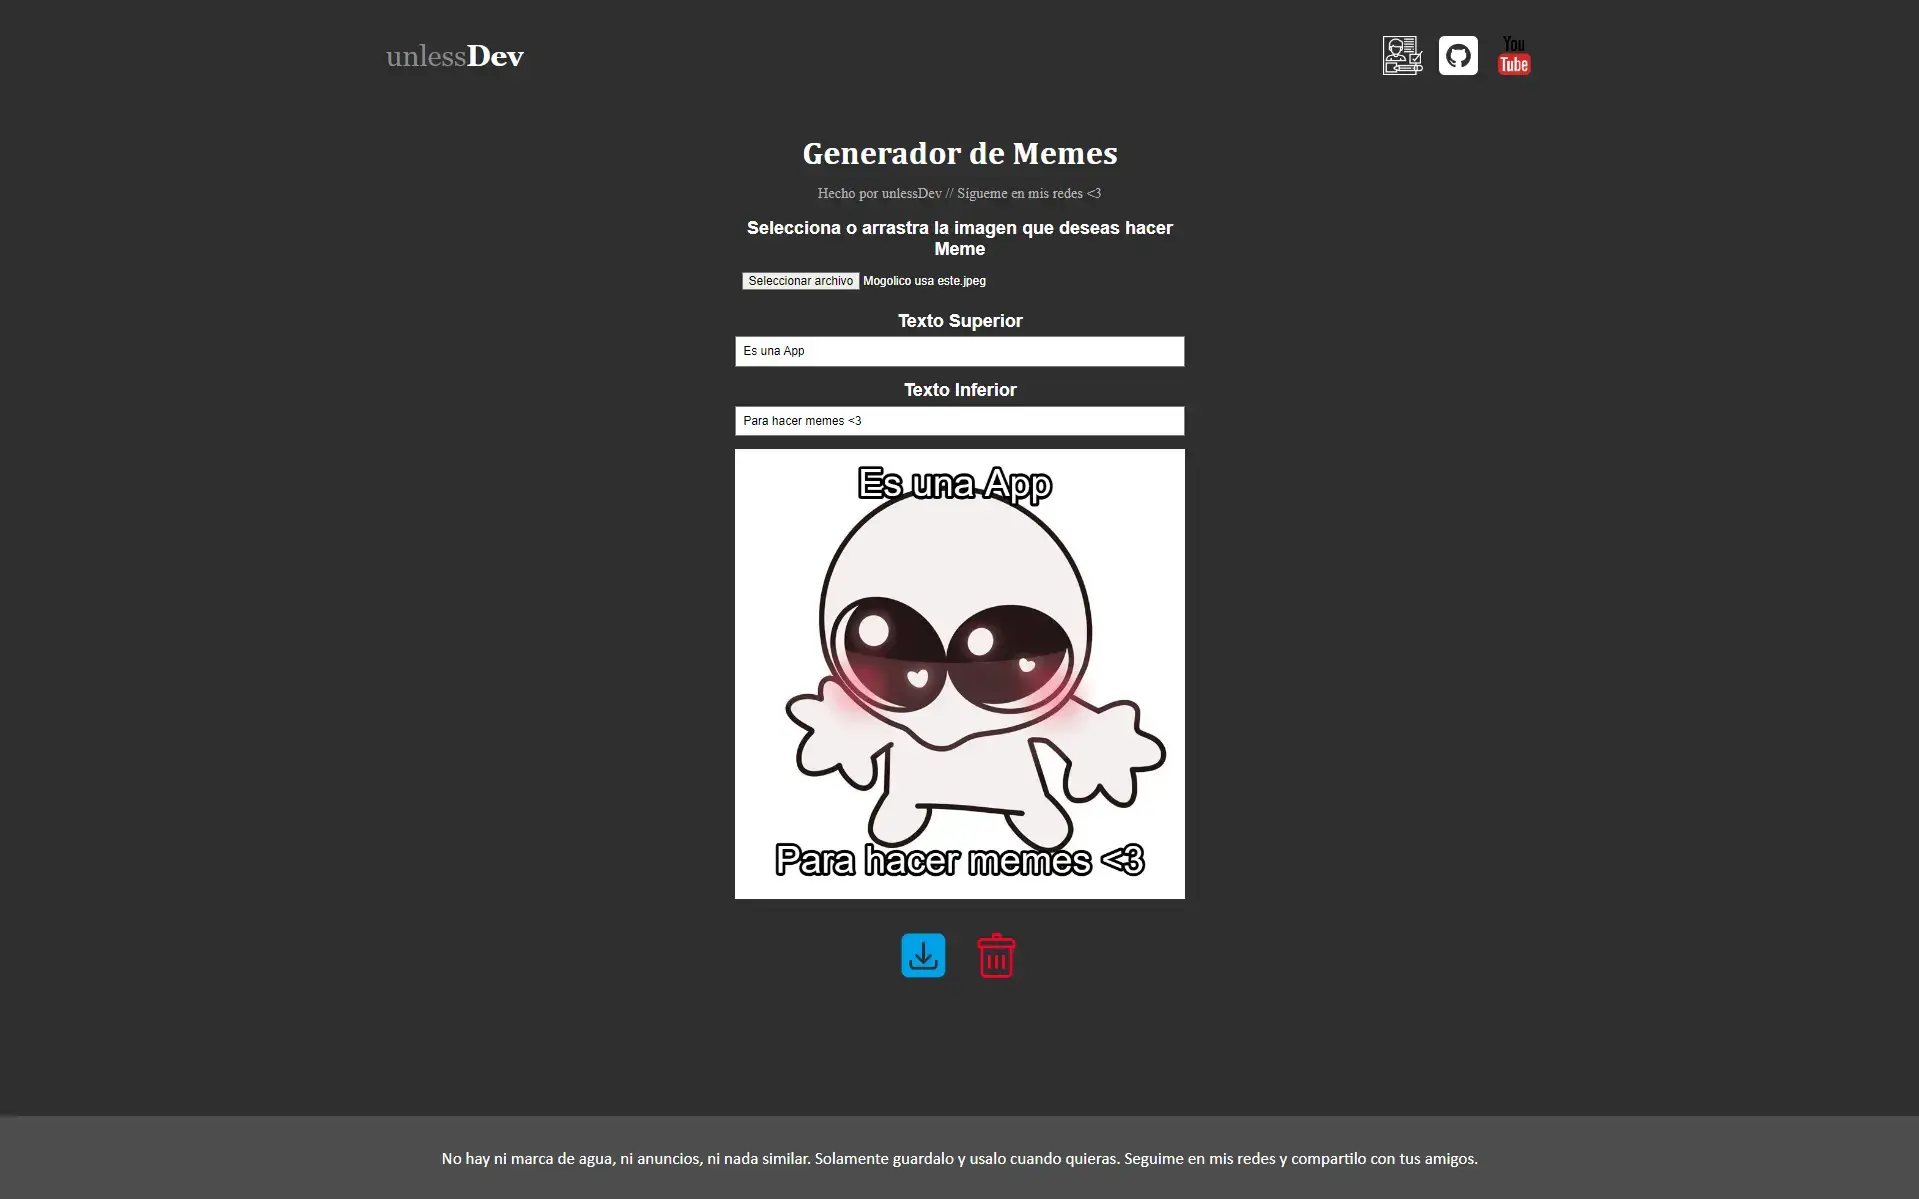 unlessDev
You
Tube
Generador de Memes
Hecho por unlessDev // Sígueme en mis redes <3
Selecciona o arrastra la imagen que deseas hacer
Meme
Seleccionar archivo Mogolico usa este.jpeg
Texto Superior
Es una App
Texto Inferior
Para hacer memes <3
Es una App
Para hacer memes <3
No hay ni marca de agua, ni anuncios, ni nada similar. Solamente guardalo y usalo cuando quieras. Seguime en mis redes y compartilo con tus amigos.